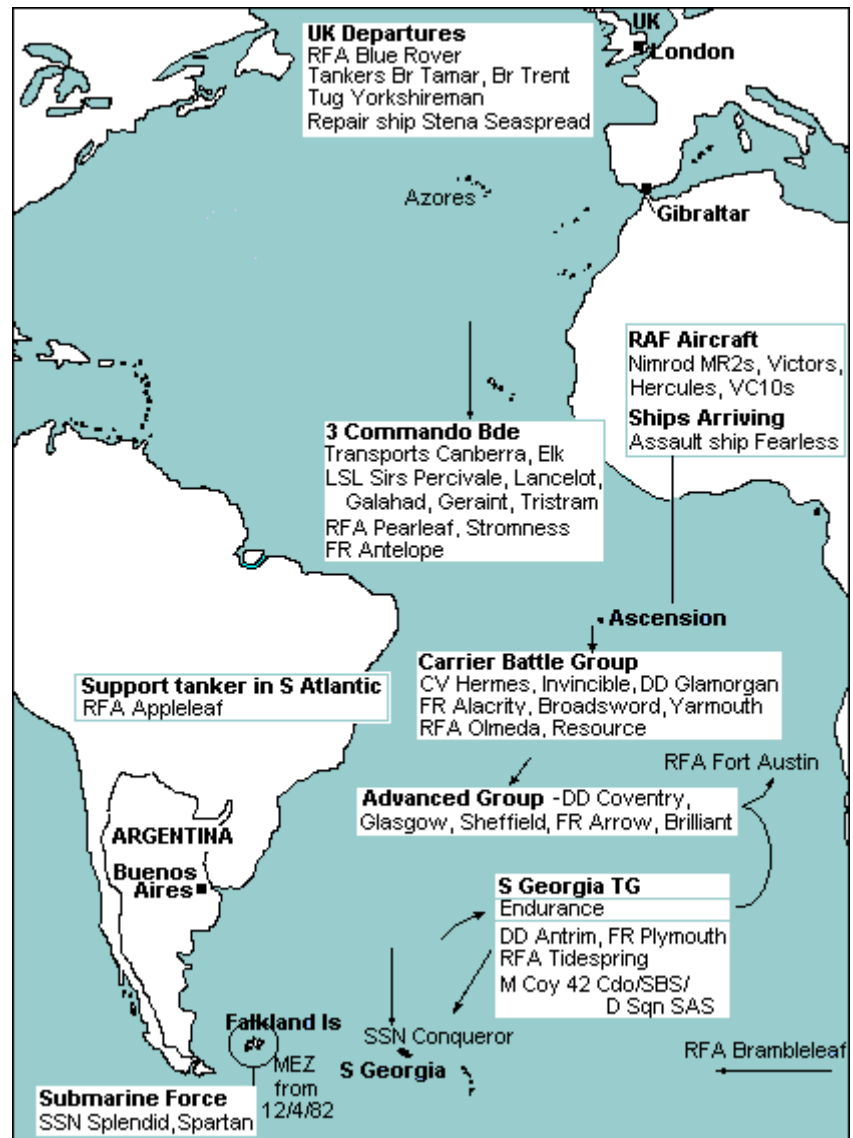 UK Departures
RFA Blue Rover
Tankers Br Tamar, Br Trent
Tug Yorkshireman
Repair ship Stena Seaspread
UK
London
Azores
Gibraltar
RAF Aircraft
Nimrod MR2s, Victors,
Hercules, VC10s
Ships Arriving
Assault ship Fearless
3 Commando Bde
Transports Canberra, Elk
LSL Sirs Percivale, Lancelot,
Galahad, Geraint, Tristram
RFA Pearleaf, Stromness
FR Antelope
Ascension
Carrier Battle Group
CV Hermes, Invincible, DD Glamorgan
FR Alacrity, Broadsword, Yarmouth
RFA Olmeda, Resource
Support tanker in S Atlantic
RFA Appleleaf
RFA Fort Austin
Advanced Group -DD Coventry,
Glasgow, Sheffield, FR Arrow, Brilliant
ARGENTINA
Buenos
Aires
S Georgia TG
Endurance
DD Antrim, FR Plymouth
RFA Tidespring
M Coy 42 Cdo/SBS/
D Sqn SAS
Falkland Is
MEZ
from
12/4/82
SSN Conqueror
S Georgia
RFA Brambleleaf
Submarine Force
SSN Splendid, Spartan